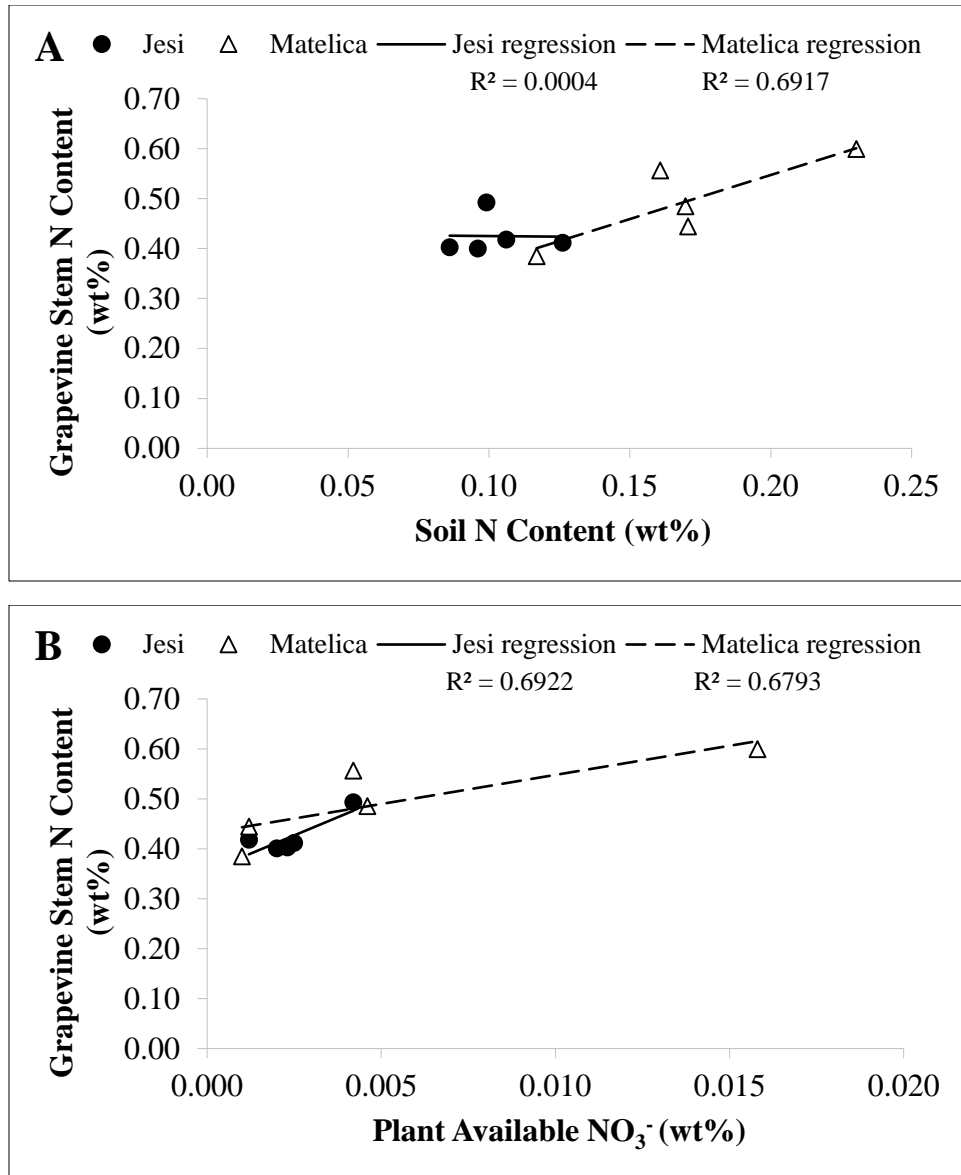 A Jesi Matelica Jesi regression Matelica regression
R² = 0.0004 R² = 0.6917
Grapevine Stem N Content
(wt%)
0.70
0.60
0.50
0.40
0.30
0.20
0.10
0.00
0.00 0.05 0.10 0.15 0.20 0.25
Soil N Content (wt%)
B Jesi Matelica Jesi regression Matelica regression
R² = 0.6922 R² = 0.6793
Grapevine Stem N Content
(wt%)
0.70
0.60
0.50
0.40
0.30
0.20
0.10
0.00
0.000 0.005 0.010 0.015 0.020
Plant Available NO₃⁻ (wt%)